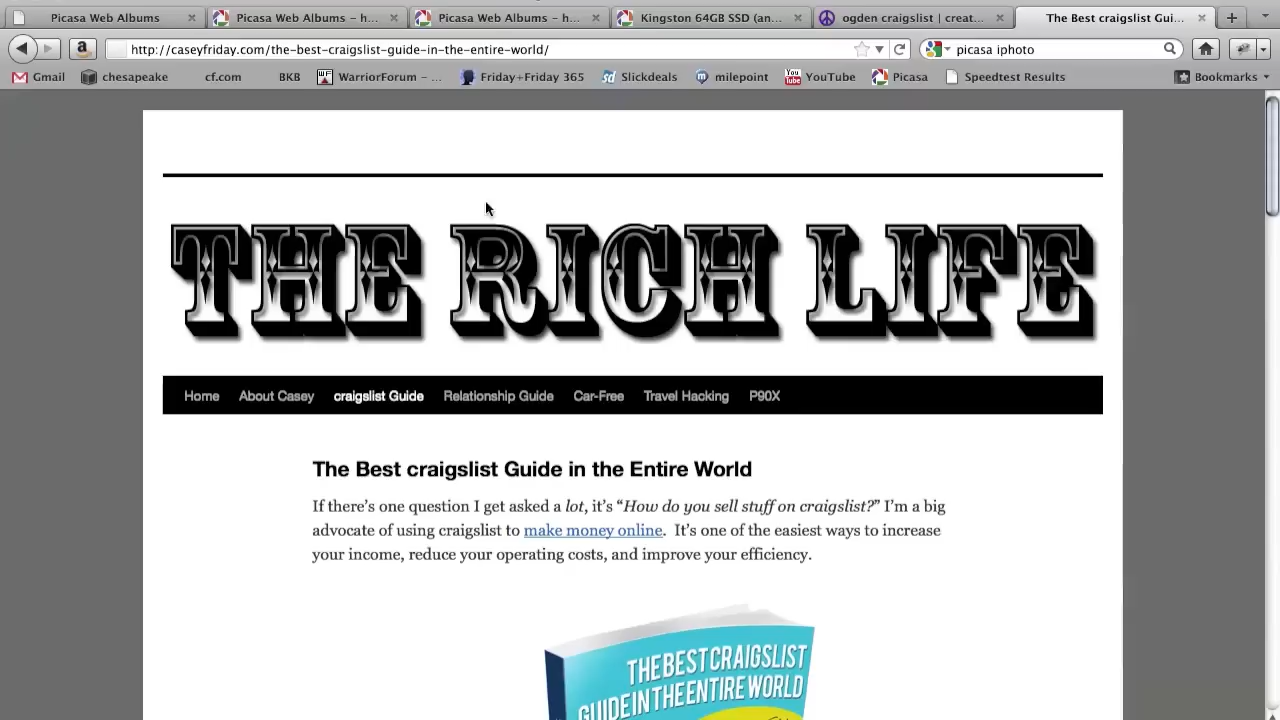 Picasa Web Albums
Picasa Web Albums – h...
Picasa Web Albums – h...
Kingston 64GB SSD (an...
ogden craigslist | creat...
The Best craigslist Gui...
http://caseyfriday.com/the-best-craigslist-guide-in-the-entire-world/
picasa iphoto
Gmail
chesapeake
cf.com
BKB
WarriorForum – ...
Friday+Friday 365
Slickdeals
milepoint
YouTube
Picasa
Speedtest Results
Bookmarks
THE RICH LIFE
Home
About Casey
craigslist Guide
Relationship Guide
Car-Free
Travel Hacking
P90X
The Best craigslist Guide in the Entire World
If there's one question I get asked a lot, it's “How do you sell stuff on craigslist?” I'm a big
advocate of using craigslist to make money online. It's one of the easiest ways to increase
your income, reduce your operating costs, and improve your efficiency.
THE BEST CRAIGSLIST
GUIDE IN THE ENTIRE WORLD